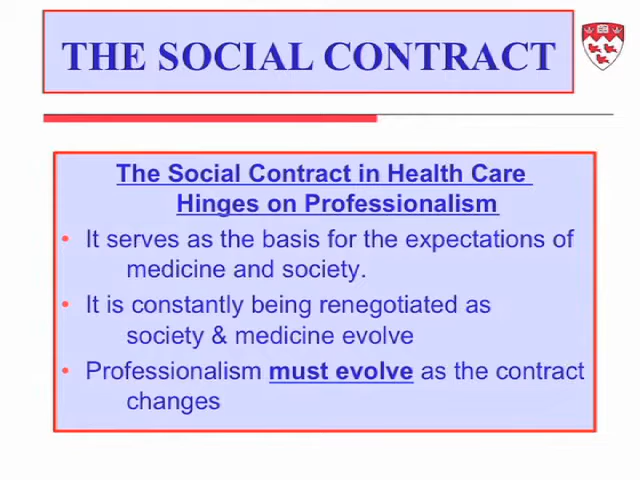 THE SOCIAL CONTRACT
The Social Contract in Health Care
Hinges on Professionalism
• It serves as the basis for the expectations of
medicine and society.
• It is constantly being renegotiated as
society & medicine evolve
• Professionalism must evolve as the contract
changes